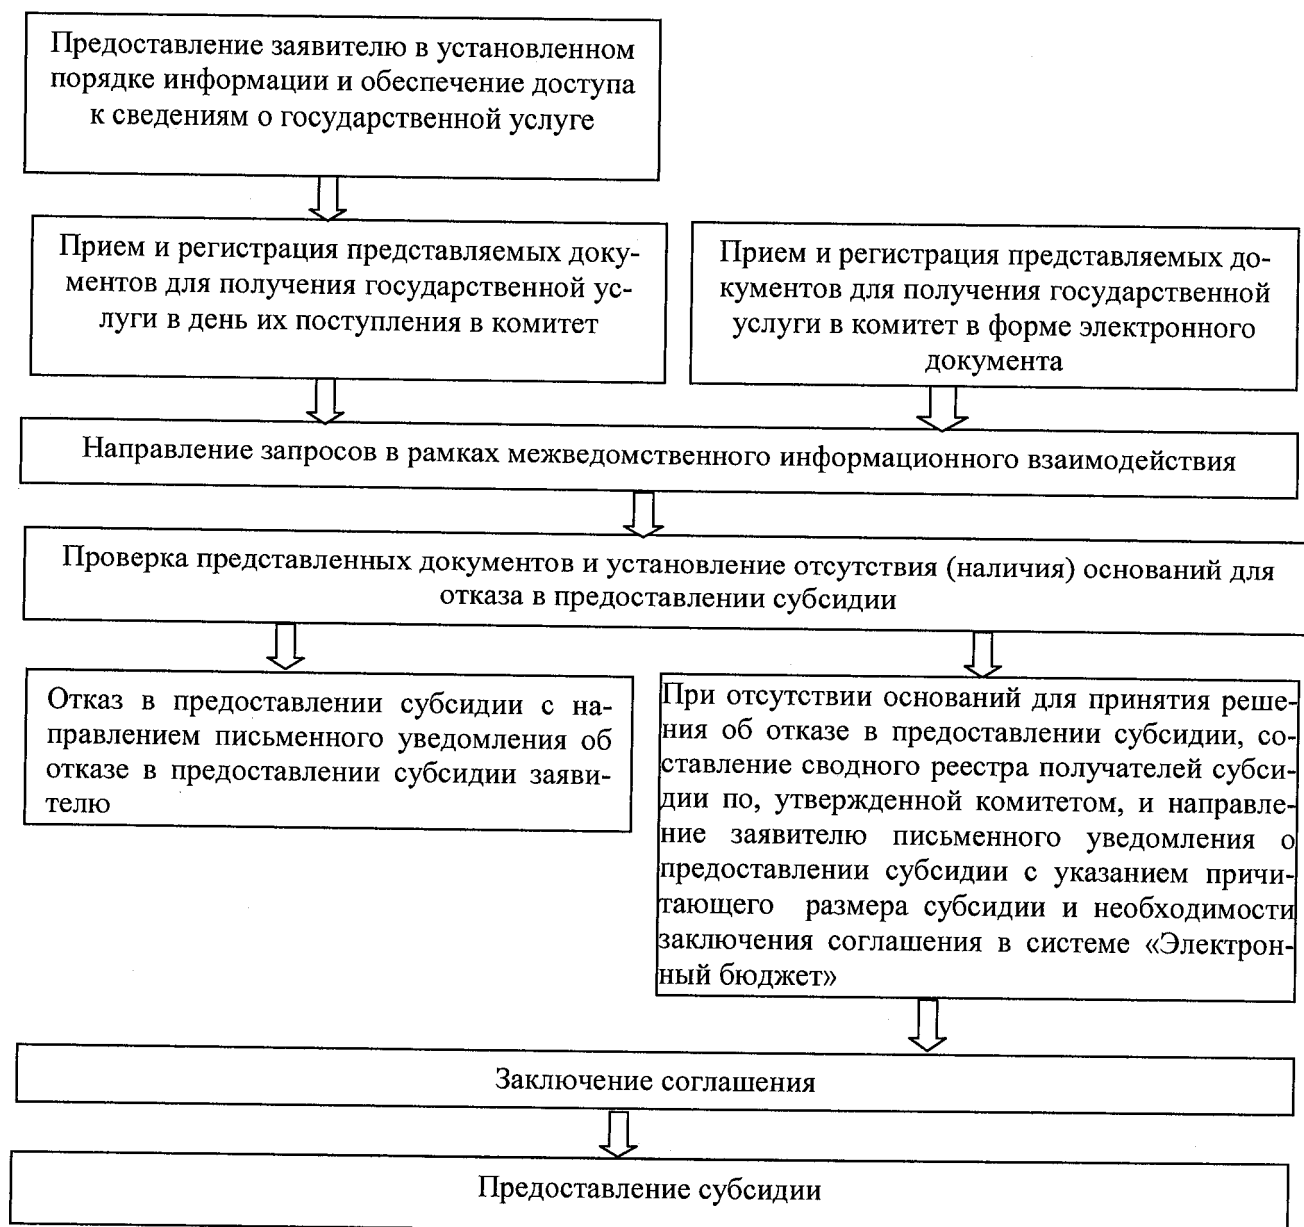 Предоставление заявителю в установленном
порядке информации и обеспечение доступа
к сведениям о государственной услуге
Прием и регистрация представляемых доку-
ментов для получения государственной ус-
луги в день их поступления в комитет
Прием и регистрация представляемых до-
кументов для получения государственной
услуги в комитет в форме электронного
документа
Направление запросов в рамках межведомственного информационного взаимодействия
Проверка представленных документов и установление отсутствия (наличия) оснований для
отказа в предоставлении субсидии
Отказ в предоставлении субсидии с на-
правлением письменного уведомления об
отказе в предоставлении субсидии заяви-
телю
При отсутствии оснований для принятия реше-
ния об отказе в предоставлении субсидии, со-
ставление сводного реестра получателей субси-
дии по, утвержденной комитетом, и направле-
ние заявителю письменного уведомления о
предоставлении субсидии с указанием причи-
тающего размера субсидии и необходимости
заключения соглашения в системе «Электрон-
ный бюджет»
Заключение соглашения
Предоставление субсидии